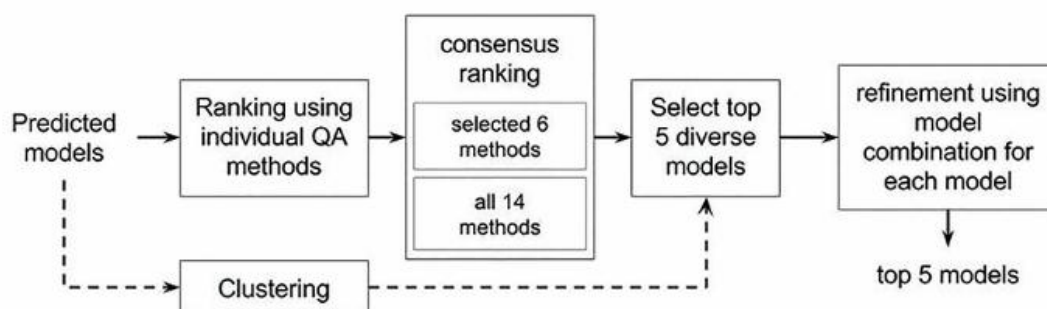 Predicted
models
Ranking using
individual QA
methods
consensus
ranking
selected 6
methods
all 14
methods
Select top
5 diverse
models
refinement using
model
combination for
each model
top 5 models
Clustering